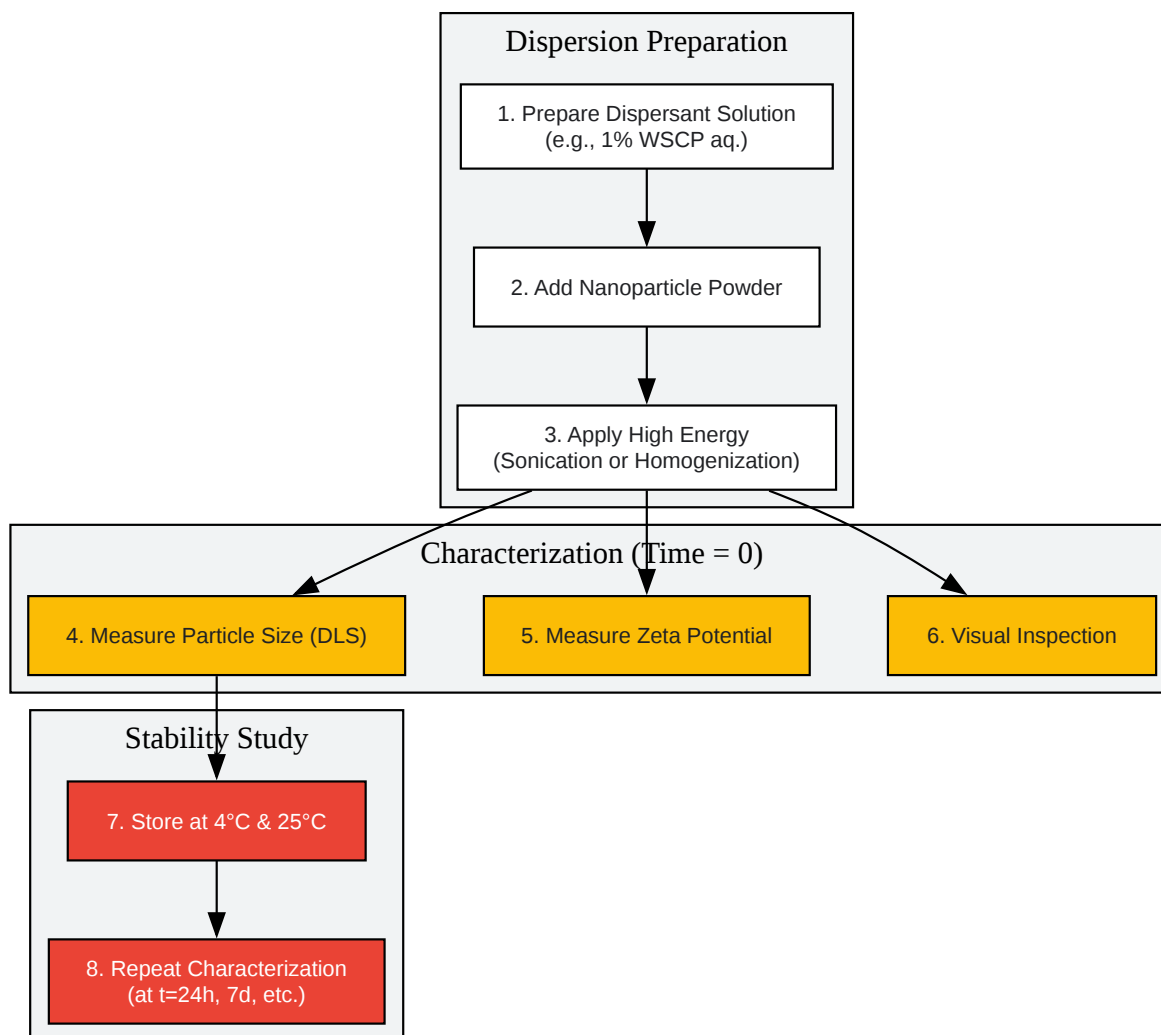 Dispersion Preparation
1. Prepare Dispersant Solution
(e.g., 1% WSCP aq.)
2. Add Nanoparticle Powder
3. Apply High Energy
(Sonication or Homogenization)
Characterization (Time = 0)
4. Measure Particle Size (DLS)
5. Measure Zeta Potential
6. Visual Inspection
Stability Study
7. Store at 4°C & 25°C
8. Repeat Characterization
(at t=24h, 7d, etc.)